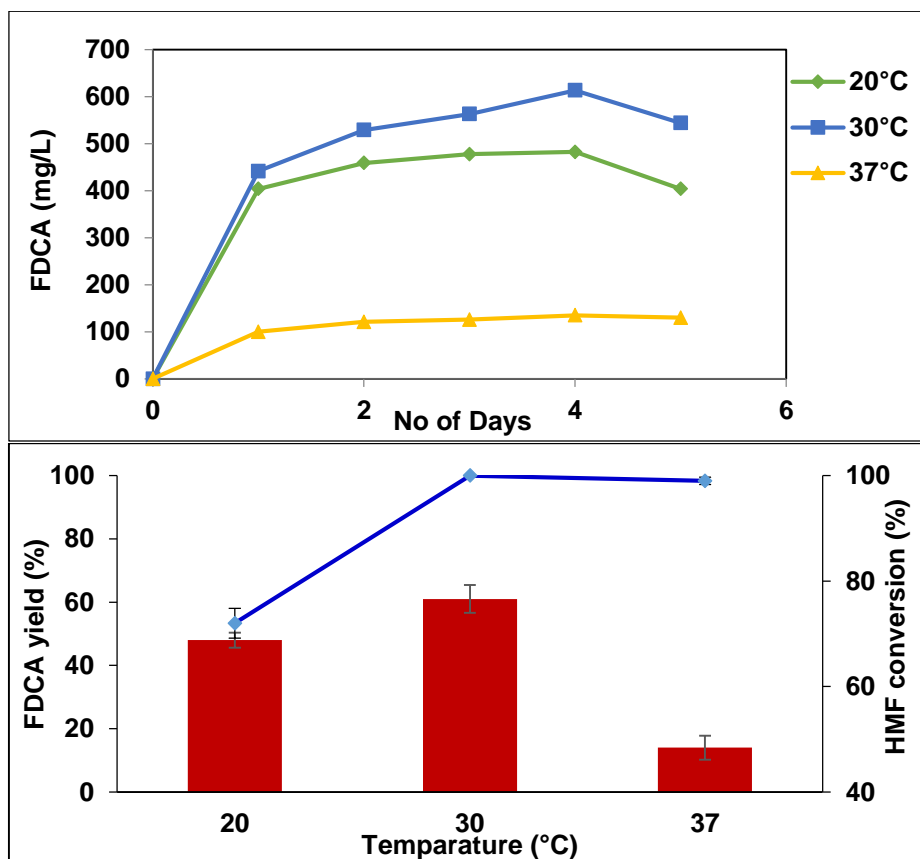 700
600
500
400
300
200
100
0
FDCA (mg/L)
0 2 4 6
No of Days
20°C
30°C
37°C
100
80
60
40
20
0
FDCA yield (%)
100
80
60
40
HMF conversion (%)
20 30 37
Temparature (°C)